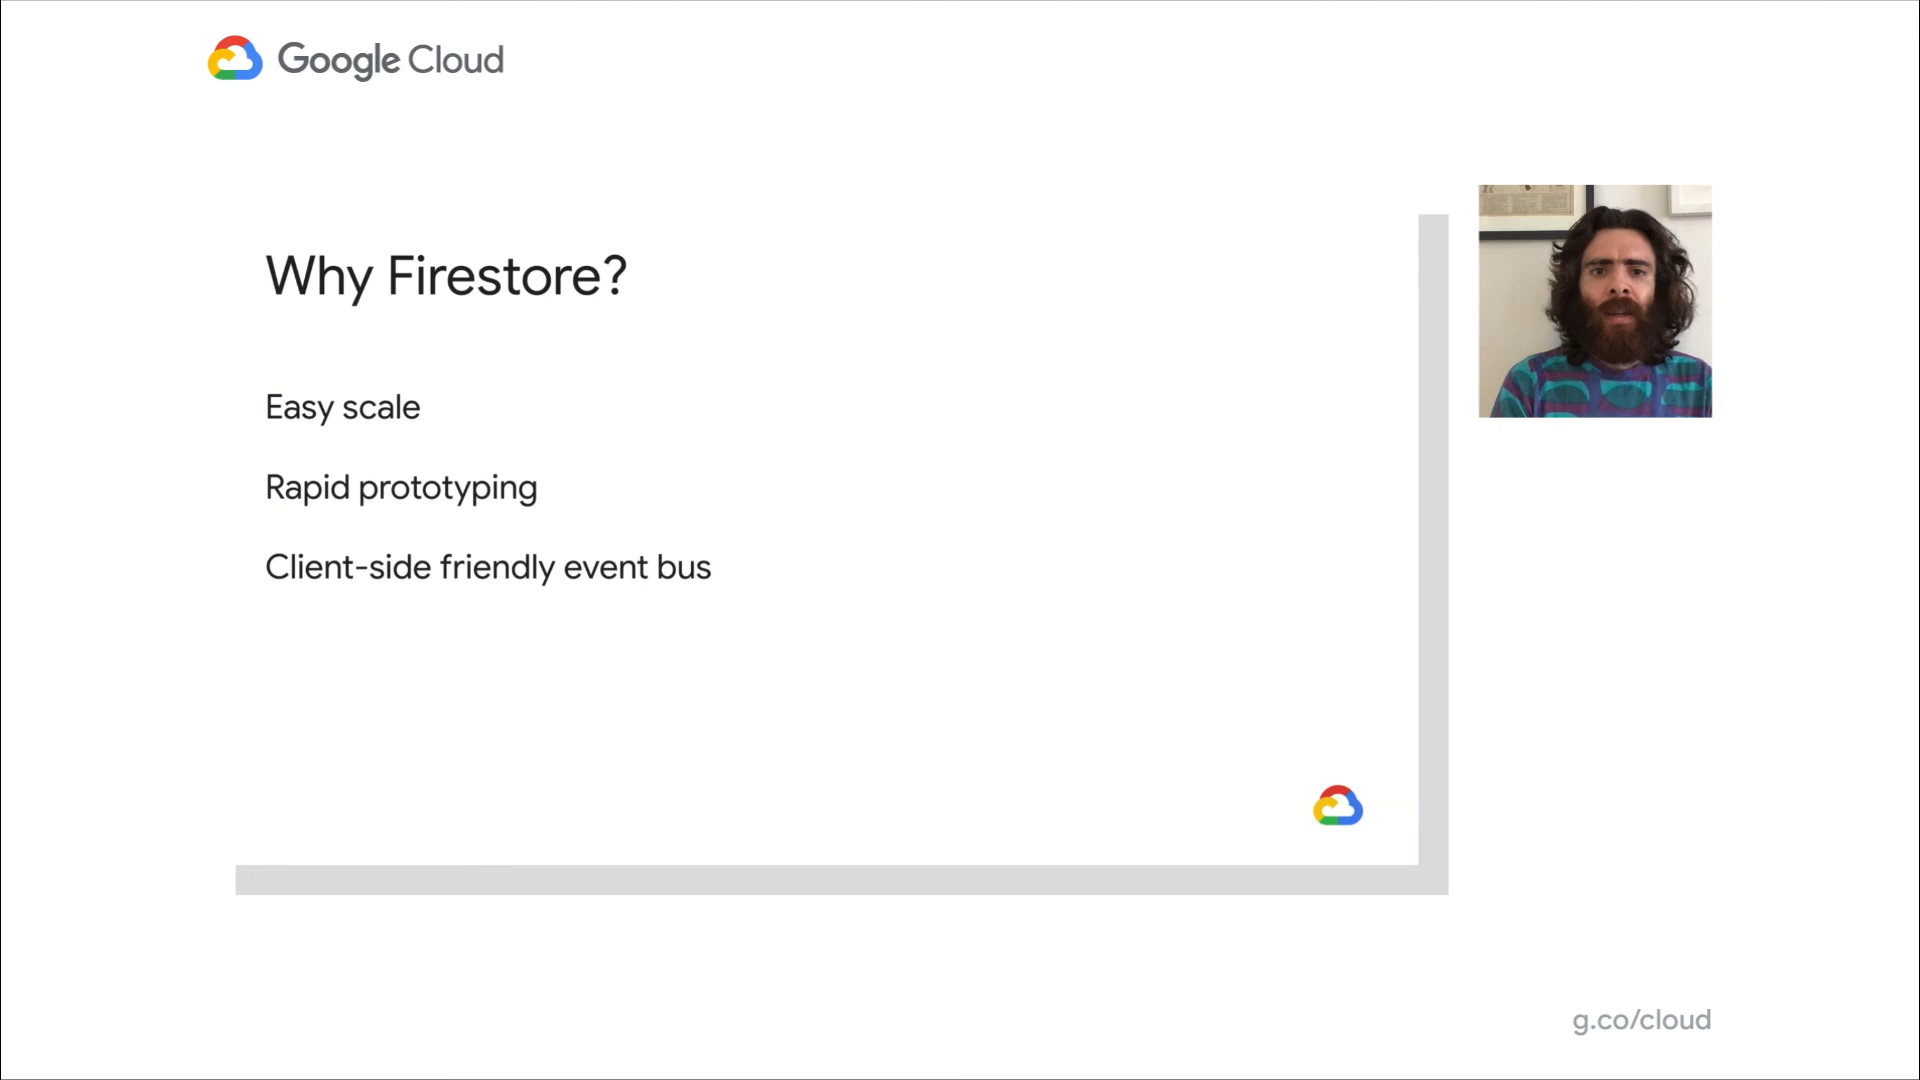 Google Cloud
Why Firestore?
Easy scale
Rapid prototyping
Client-side friendly event bus
g.co/cloud